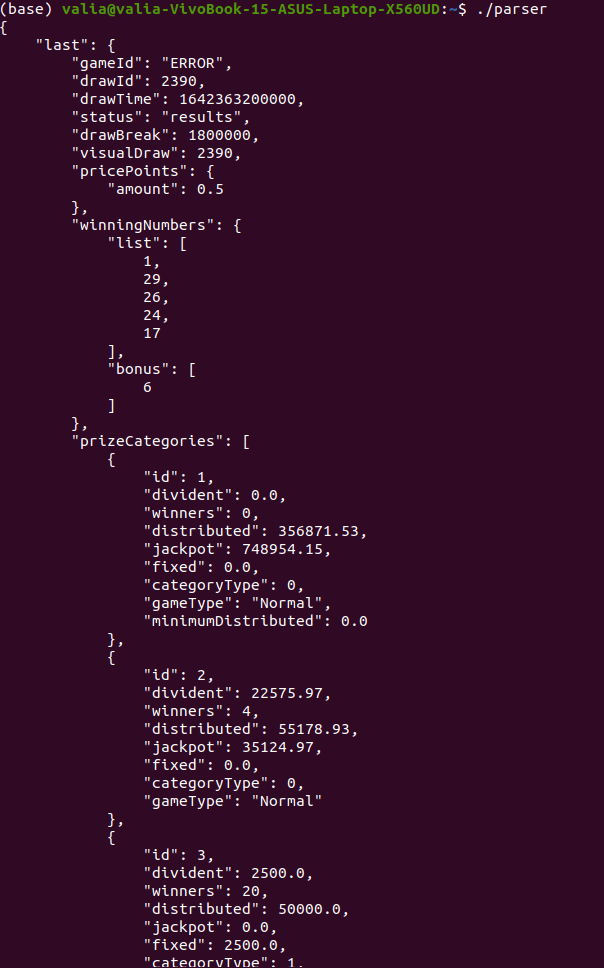 (base) valia@valia-VivoBook-15-ASUS-Laptop-X560UD:~$ ./parser
{
    "last": {
        "gameId": "ERROR",
        "drawId": 2390,
        "drawTime": 1642363200000,
        "status": "results",
        "drawBreak": 1800000,
        "visualDraw": 2390,
        "pricePoints": {
            "amount": 0.5
        },
        "winningNumbers": {
            "list": [
                1,
                29,
                26,
                24,
                17
            ],
            "bonus": [
                6
            ]
        },
        "prizeCategories": [
            {
                "id": 1,
                "divident": 0.0,
                "winners": 0,
                "distributed": 356871.53,
                "jackpot": 748954.15,
                "fixed": 0.0,
                "categoryType": 0,
                "gameType": "Normal",
                "minimumDistributed": 0.0
            },
            {
                "id": 2,
                "divident": 22575.97,
                "winners": 4,
                "distributed": 55178.93,
                "jackpot": 35124.97,
                "fixed": 0.0,
                "categoryType": 0,
                "gameType": "Normal"
            },
            {
                "id": 3,
                "divident": 2500.0,
                "winners": 20,
                "distributed": 50000.0,
                "jackpot": 0.0,
                "fixed": 2500.0,
                "categoryType": 1,